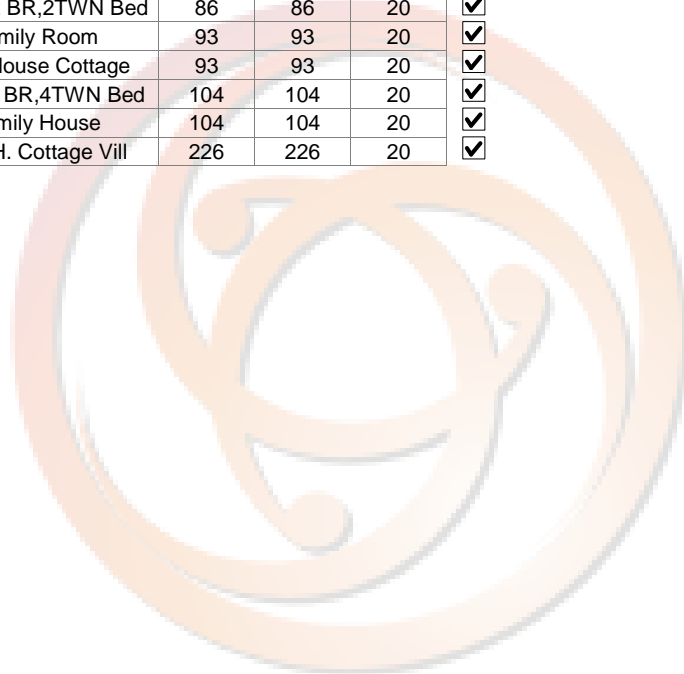 BR,2TWN Bed 86 86 20
mily Room 93 93 20
House Cottage 93 93 20
BR,4TWN Bed 104 104 20
mily House 104 104 20
H. Cottage Vill 226 226 20